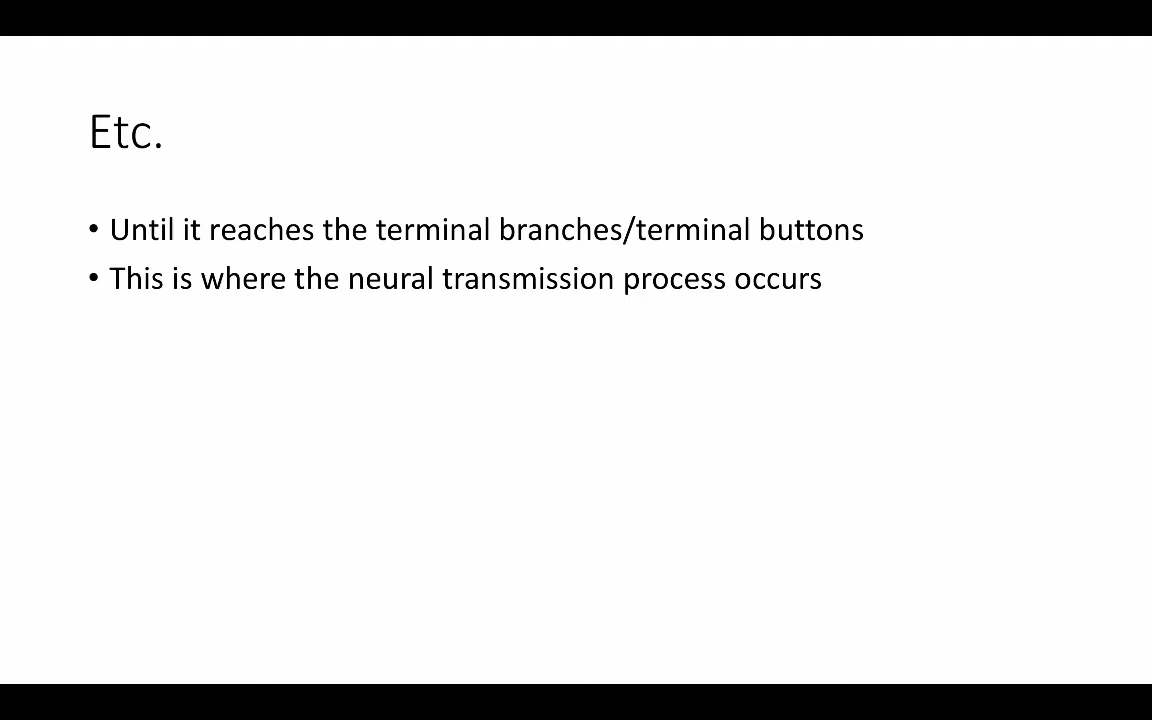 Etc.
• Until it reaches the terminal branches/terminal buttons
• This is where the neural transmission process occurs